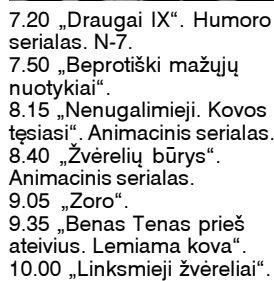 7.20 „Draugai IX“. Humoro
serialas. N-7.
7.50 „Beprotiški mažųjų
nuotykiai“.
8.15 „Nenugalimieji. Kovos
tęsiasi“. Animacinis serialas.
8.40 „Žvėrelių būrys“.
Animacinis serialas.
9.05 „Zoro“.
9.35 „Benas Tenas prieš
ateivius. Lemiama kova“.
10.00 „Linksmieji žvėreliai“.